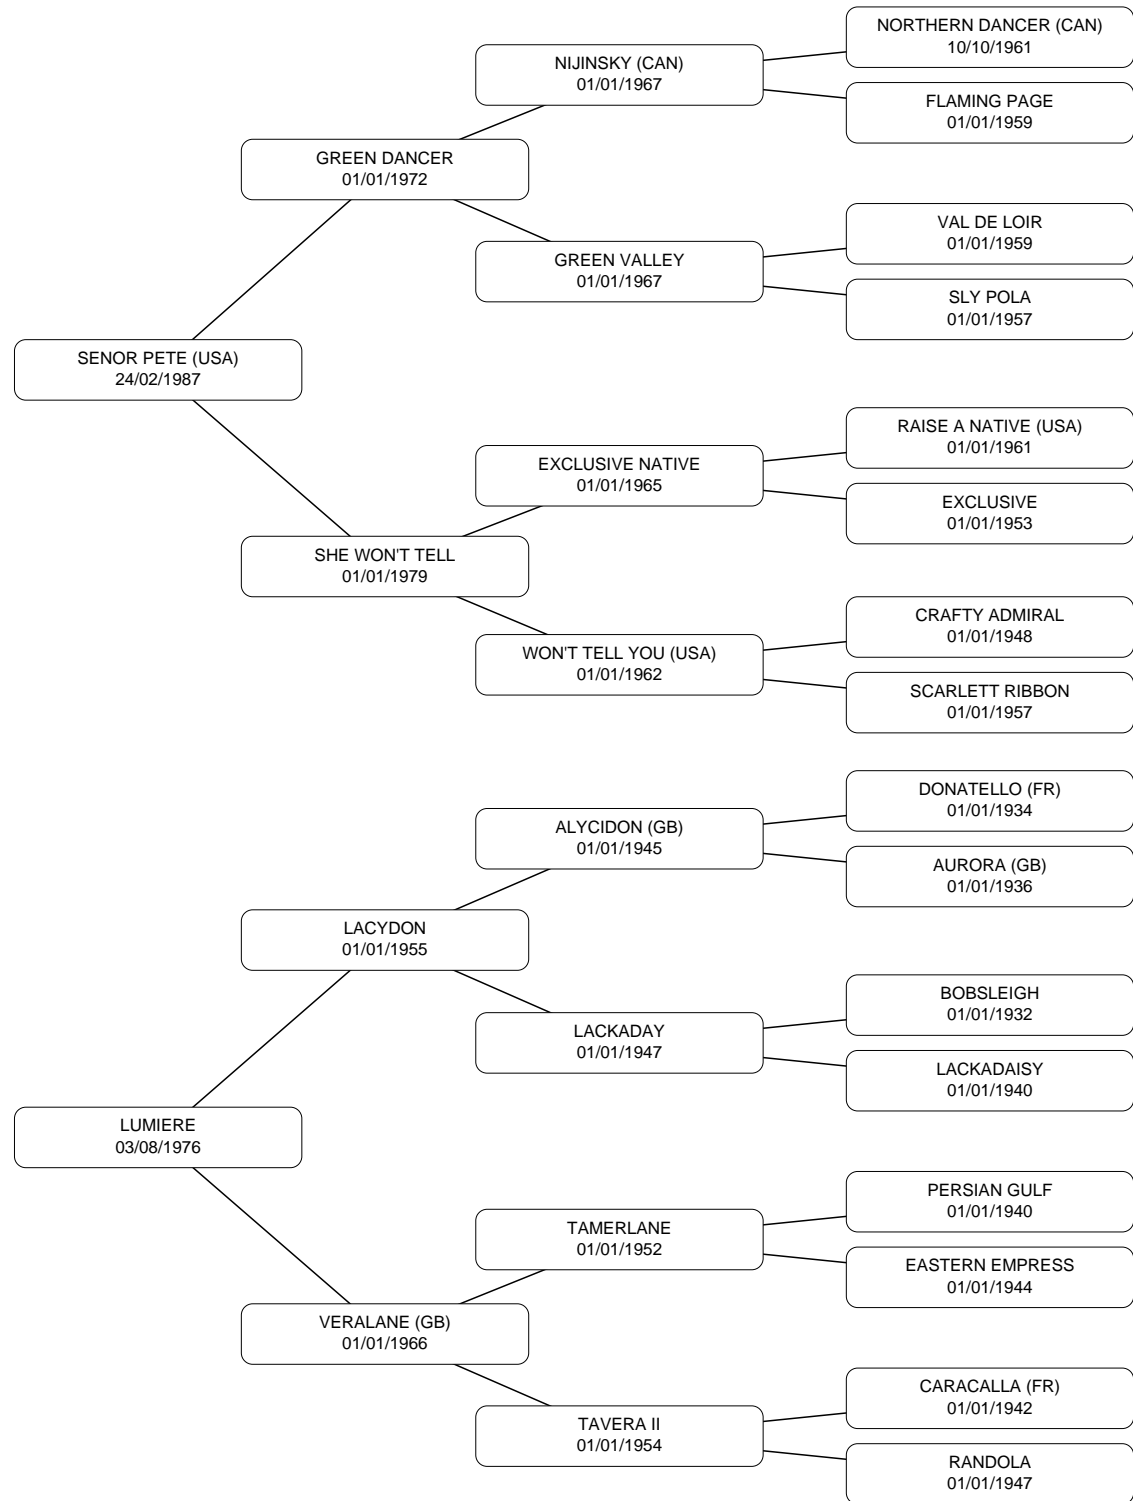 NORTHERN DANCER (CAN)
10/10/1961
NIJINSKY (CAN)
01/01/1967
FLAMING PAGE
01/01/1959
GREEN DANCER
01/01/1972
VAL DE LOIR
01/01/1959
GREEN VALLEY
01/01/1967
SLY POLA
01/01/1957
SENOR PETE (USA)
24/02/1987
RAISE A NATIVE (USA)
01/01/1961
EXCLUSIVE NATIVE
01/01/1965
EXCLUSIVE
01/01/1953
SHE WON'T TELL
01/01/1979
CRAFTY ADMIRAL
01/01/1948
WON'T TELL YOU (USA)
01/01/1962
SCARLETT RIBBON
01/01/1957
DONATELLO (FR)
01/01/1934
ALYCIDON (GB)
01/01/1945
AURORA (GB)
01/01/1936
LACYDON
01/01/1955
BOBSLEIGH
01/01/1932
LACKADAY
01/01/1947
LACKADAISY
01/01/1940
LUMIERE
03/08/1976
PERSIAN GULF
01/01/1940
TAMERLANE
01/01/1952
EASTERN EMPRESS
01/01/1944
VERALANE (GB)
01/01/1966
CARACALLA (FR)
01/01/1942
TAVERA II
01/01/1954
RANDOLA
01/01/1947